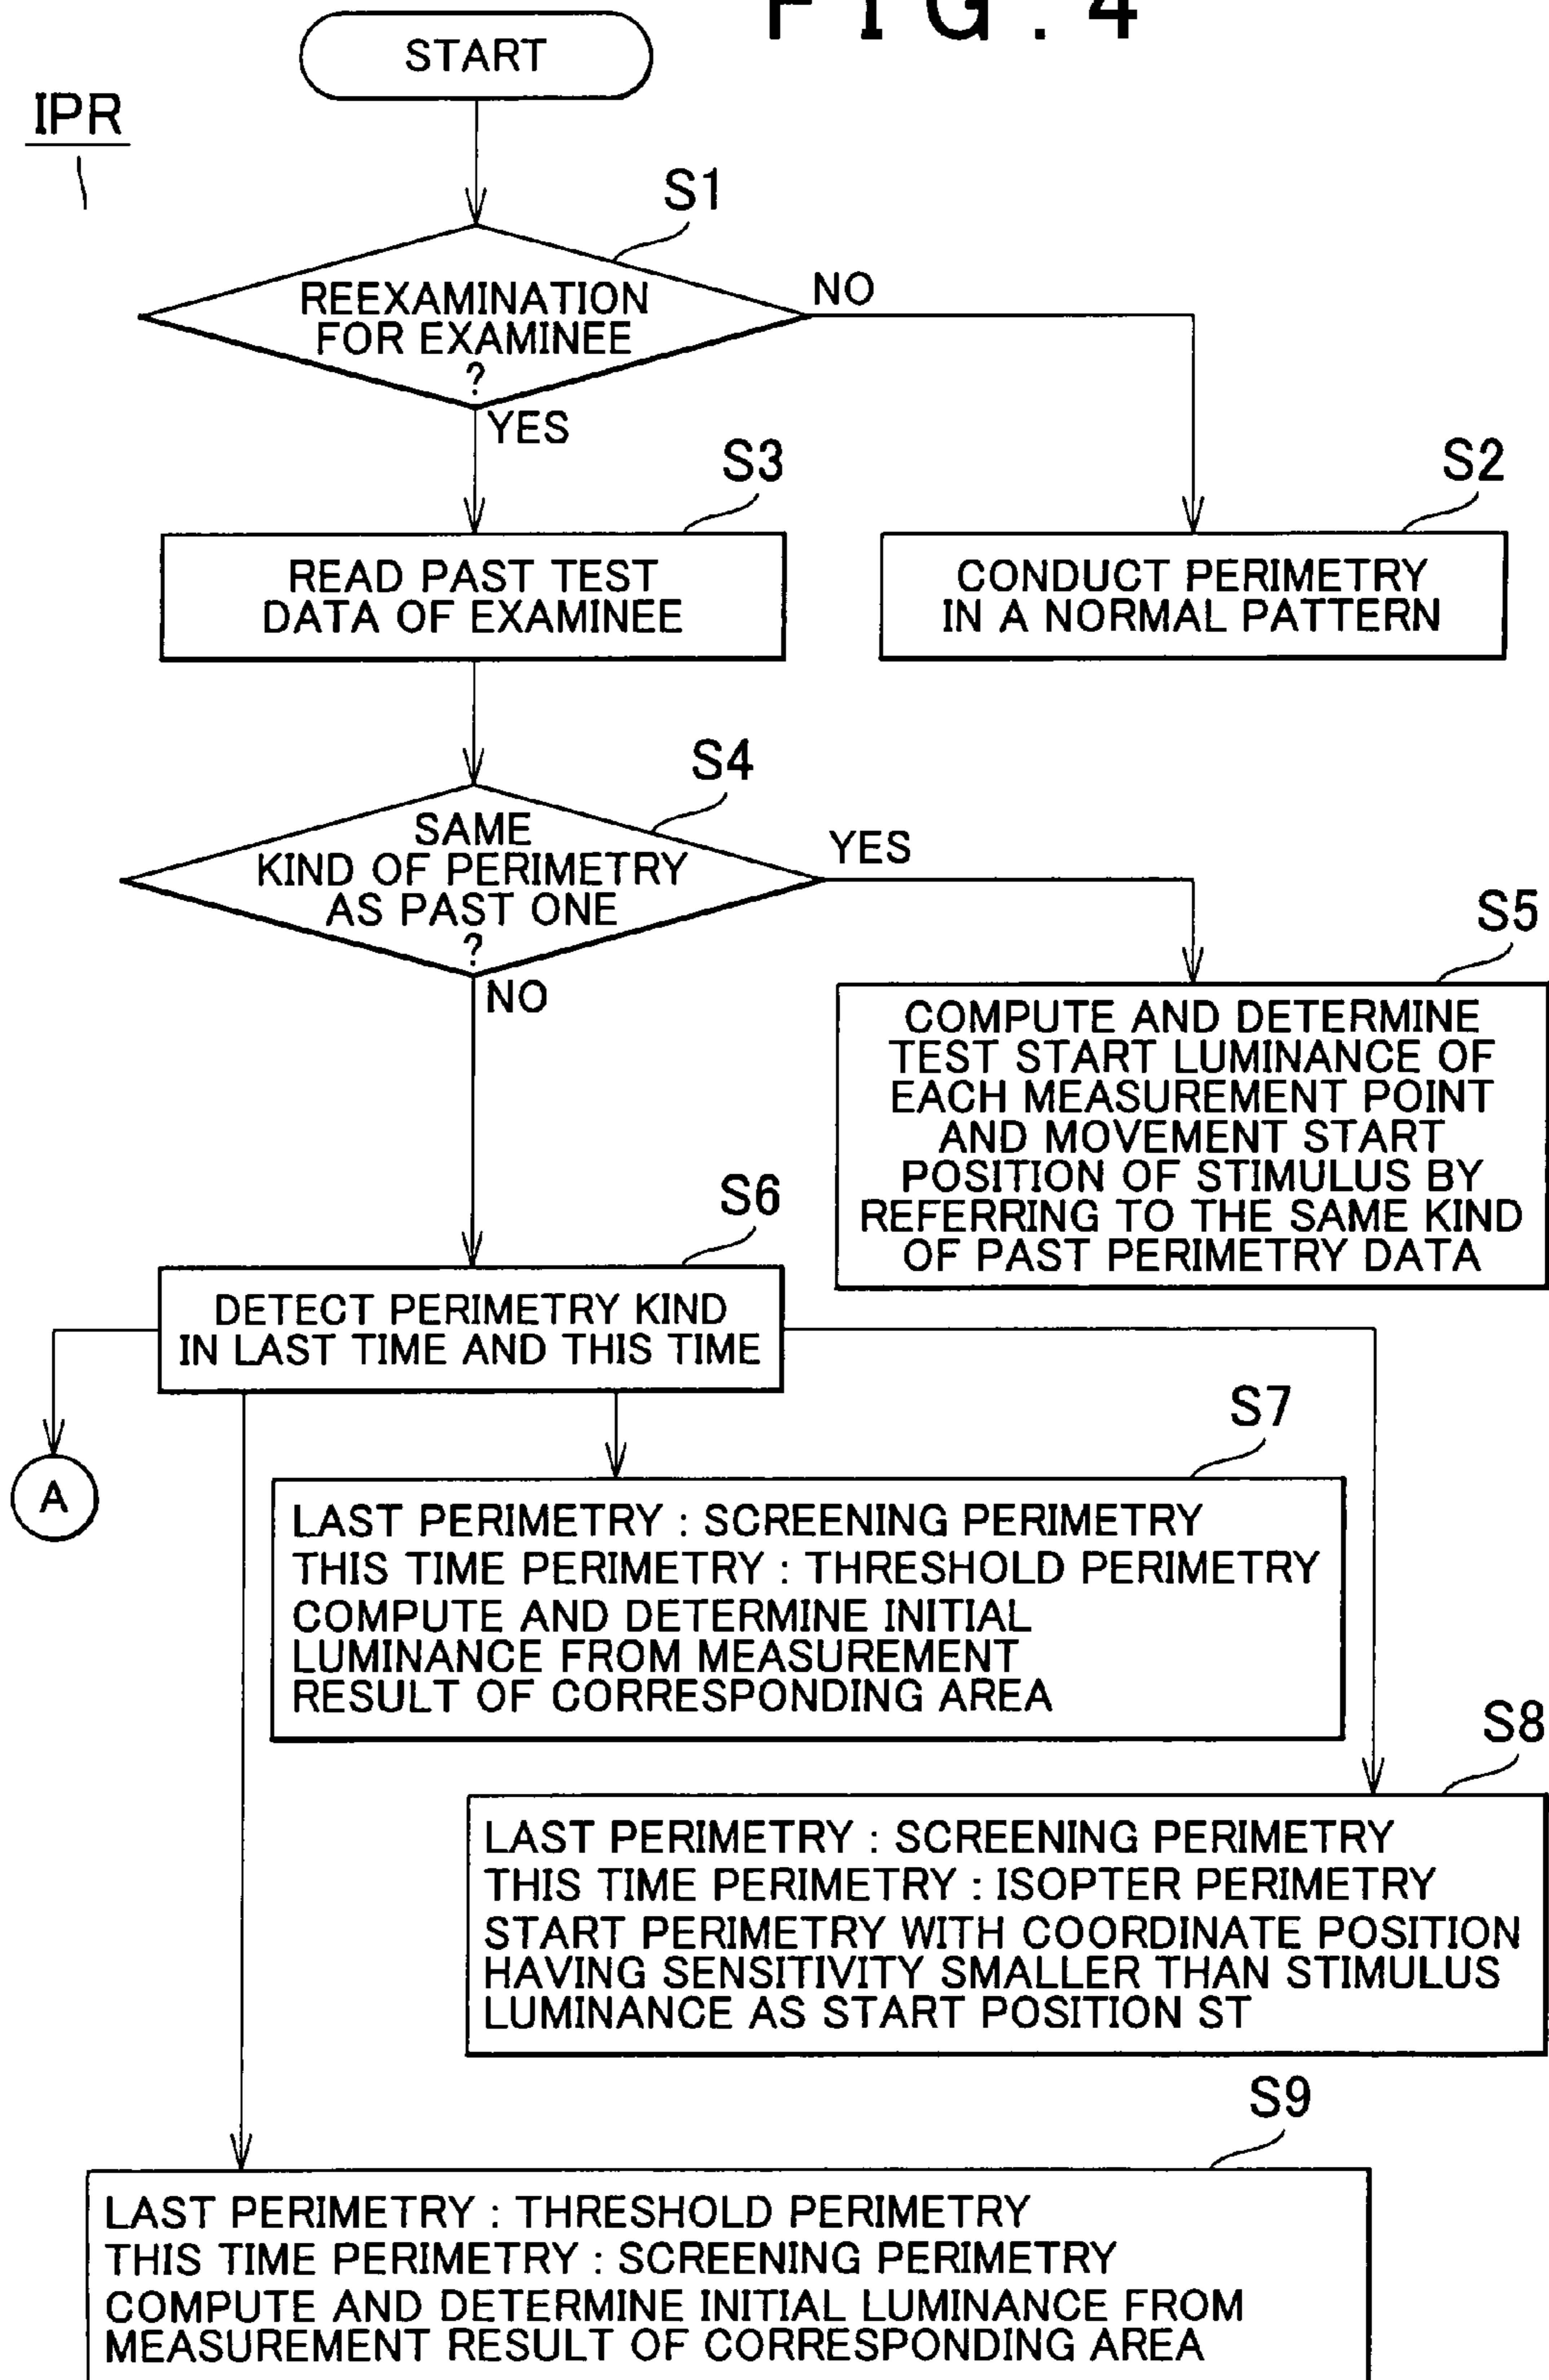 FIG. 4
START
IPR
S1
REEXAMINATION
FOR EXAMINEE
?
NO
YES
S3
S2
READ PAST TEST
DATA OF EXAMINEE
CONDUCT PERIMETRY
IN A NORMAL PATTERN
S4
SAME
KIND OF PERIMETRY
AS PAST ONE
?
YES
NO
S5
COMPUTE AND DETERMINE
TEST START LUMINANCE OF
EACH MEASUREMENT POINT
AND MOVEMENT START
POSITION OF STIMULUS BY
REFERRING TO THE SAME KIND
OF PAST PERIMETRY DATA
S6
DETECT PERIMETRY KIND
IN LAST TIME AND THIS TIME
A
S7
LAST PERIMETRY : SCREENING PERIMETRY
THIS TIME PERIMETRY : THRESHOLD PERIMETRY
COMPUTE AND DETERMINE INITIAL
LUMINANCE FROM MEASUREMENT
RESULT OF CORRESPONDING AREA
S8
LAST PERIMETRY : SCREENING PERIMETRY
THIS TIME PERIMETRY : ISOPTER PERIMETRY
START PERIMETRY WITH COORDINATE POSITION
HAVING SENSITIVITY SMALLER THAN STIMULUS
LUMINANCE AS START POSITION ST
S9
LAST PERIMETRY : THRESHOLD PERIMETRY
THIS TIME PERIMETRY : SCREENING PERIMETRY
COMPUTE AND DETERMINE INITIAL LUMINANCE FROM
MEASUREMENT RESULT OF CORRESPONDING AREA